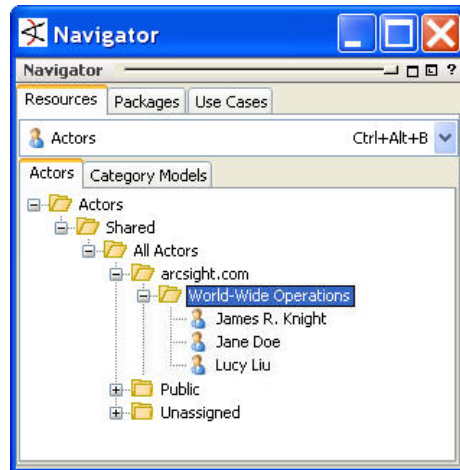 Navigator
Navigator ?
Resources Packages Use Cases
Actors Ctrl+Alt+B
Actors Category Models
Actors
Shared
All Actors
arcsight.com
World-Wide Operations
James R. Knight
Jane Doe
Lucy Liu
Public
Unassigned